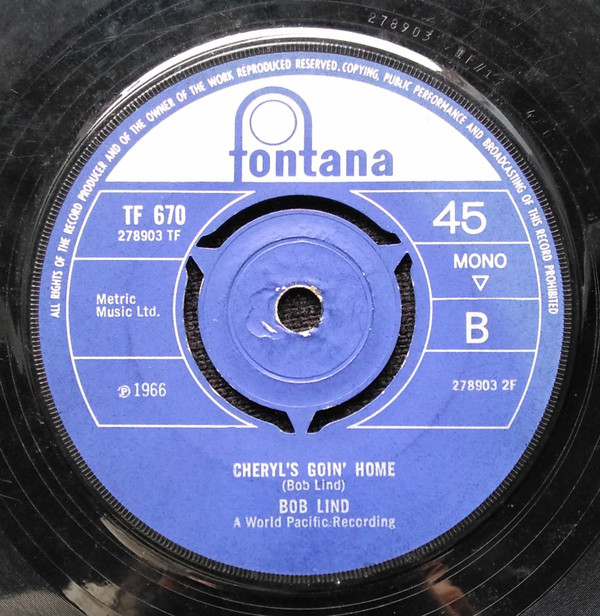 278903
ALL RIGHTS OF THE RECORD PRODUCER AND OF THE OWNER OF THE WORK REPRODUCED RESERVED. COPYING, PUBLIC PERFORMANCE AND BROADCASTING OF THIS RECORD PROHIBITED
fontana
TF 670
278903 TF
45
MONO
▽
Metric
Music Ltd.
B
℗ 1966
278903 2F
CHERYL'S GOIN' HOME
(Bob Lind)
BOB LIND
A World Pacific Recording